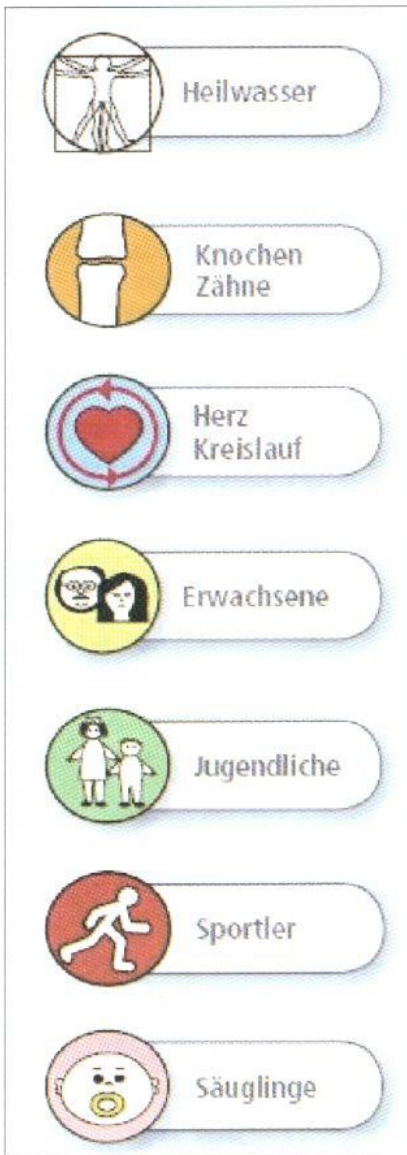 Heilwasser
Knochen
Zähne
Herz
Kreislauf
Erwachsene
Jugendliche
Sportler
Säuglinge